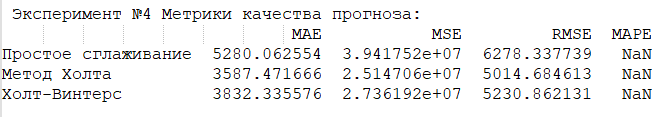 Эксперимент №4 Метрики качества прогноза:
MAE MSE RMSE MAPE
Простое сглаживание 5280.062554 3.941752e+07 6278.337739 NaN
Метод Холта 3587.471666 2.514706e+07 5014.684613 NaN
Холт-Винтерс 3832.335576 2.736192e+07 5230.862131 NaN